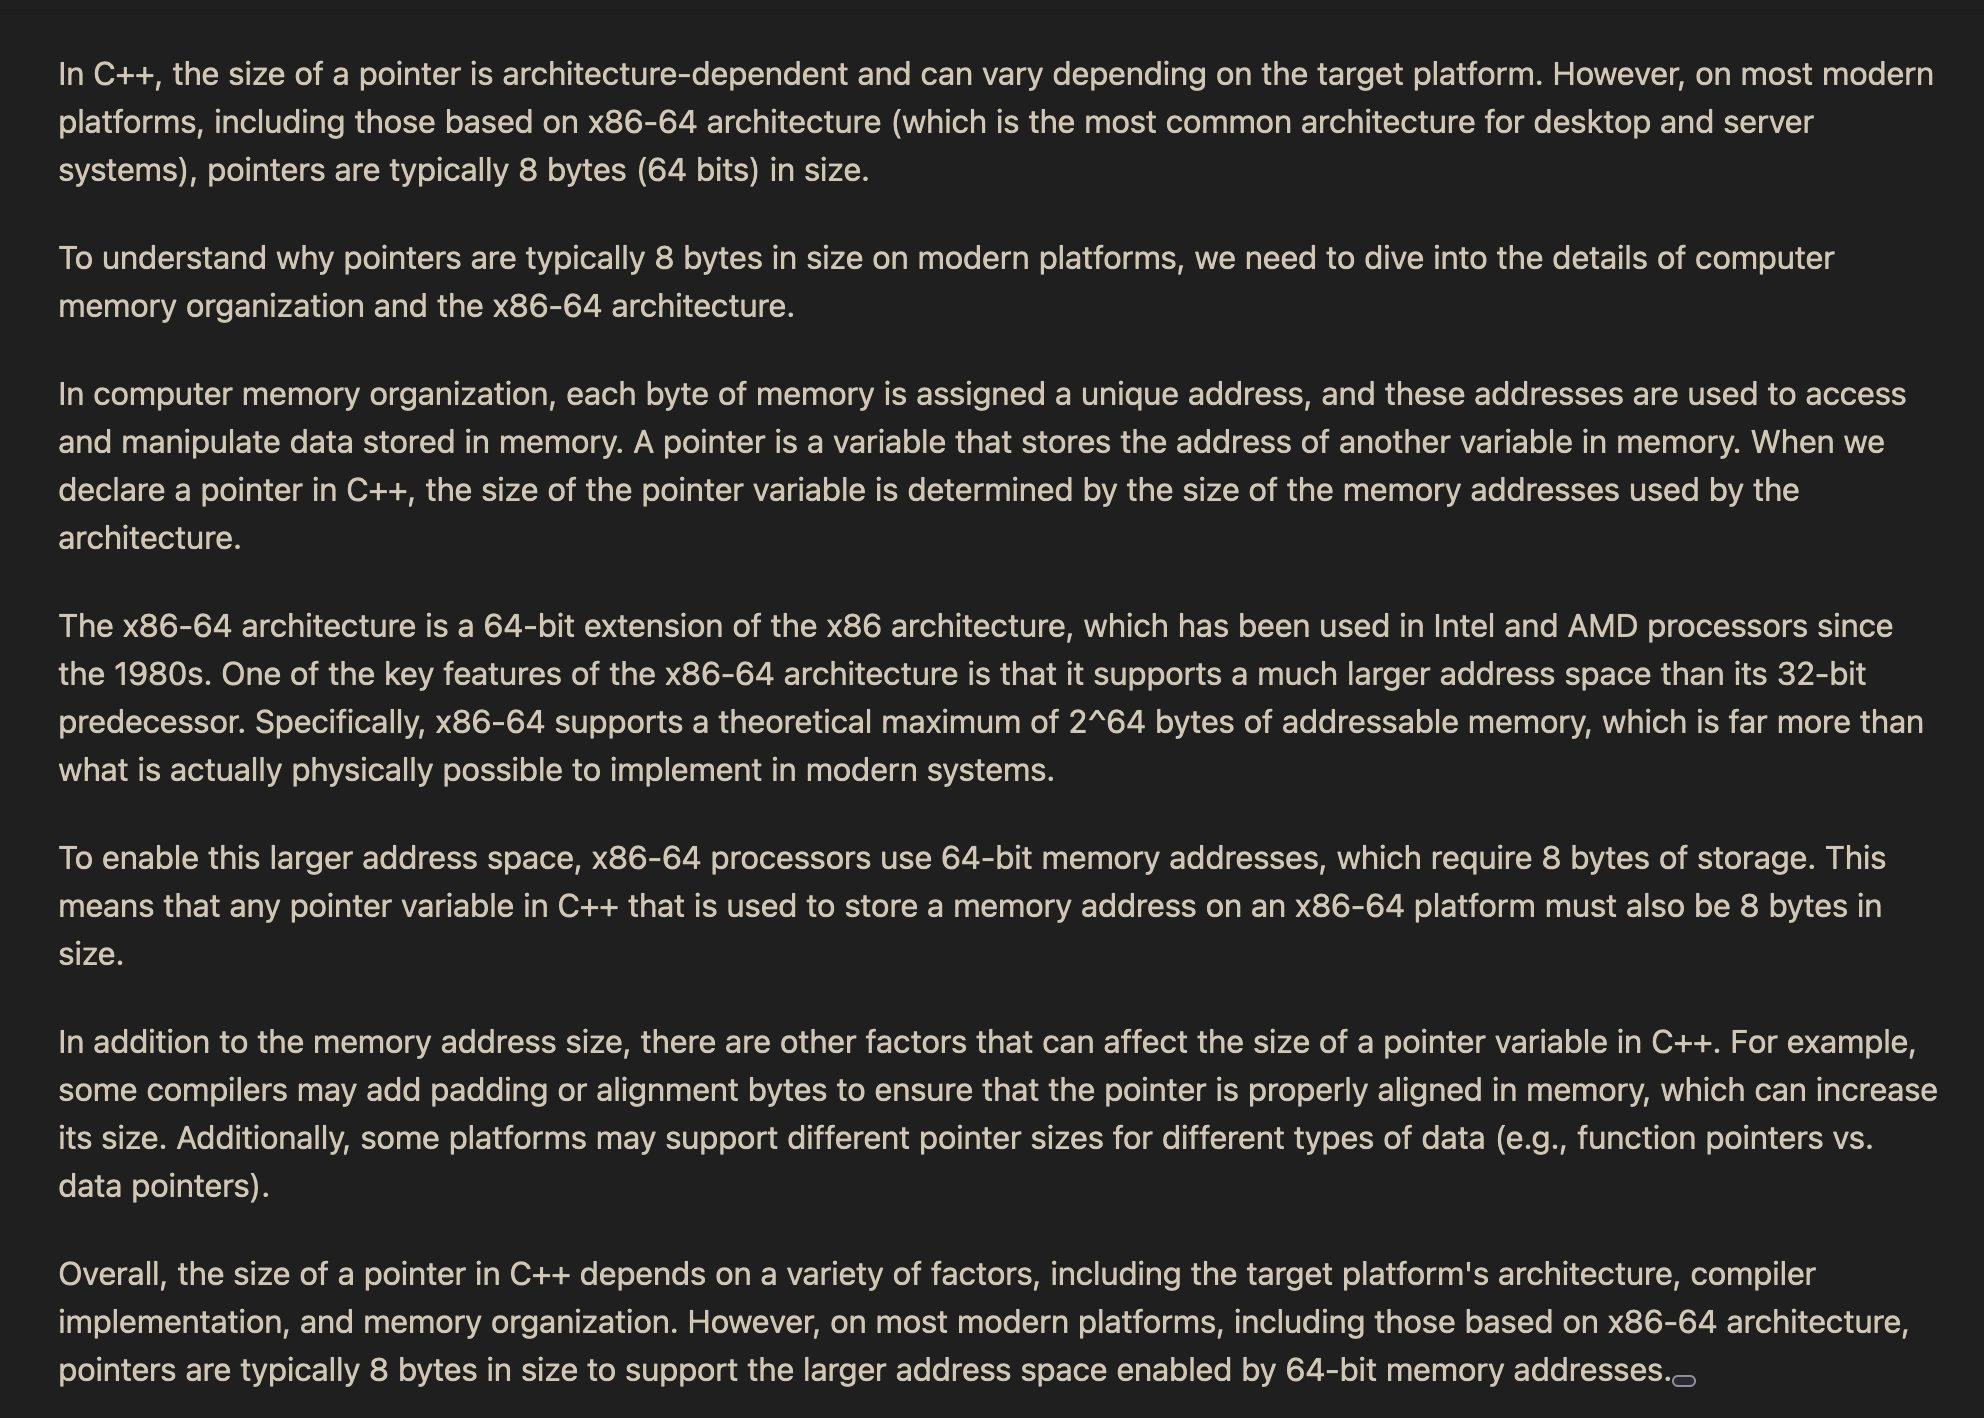 In C++, the size of a pointer is architecture-dependent and can vary depending on the target platform. However, on most modern
platforms, including those based on x86-64 architecture (which is the most common architecture for desktop and server
systems), pointers are typically 8 bytes (64 bits) in size.
To understand why pointers are typically 8 bytes in size on modern platforms, we need to dive into the details of computer
memory organization and the x86-64 architecture.
In computer memory organization, each byte of memory is assigned a unique address, and these addresses are used to access
and manipulate data stored in memory. A pointer is a variable that stores the address of another variable in memory. When we
declare a pointer in C++, the size of the pointer variable is determined by the size of the memory addresses used by the
architecture.
The x86-64 architecture is a 64-bit extension of the x86 architecture, which has been used in Intel and AMD processors since
the 1980s. One of the key features of the x86-64 architecture is that it supports a much larger address space than its 32-bit
predecessor. Specifically, x86-64 supports a theoretical maximum of 2^64 bytes of addressable memory, which is far more than
what is actually physically possible to implement in modern systems.
To enable this larger address space, x86-64 processors use 64-bit memory addresses, which require 8 bytes of storage. This
means that any pointer variable in C++ that is used to store a memory address on an x86-64 platform must also be 8 bytes in
size.
In addition to the memory address size, there are other factors that can affect the size of a pointer variable in C++. For example,
some compilers may add padding or alignment bytes to ensure that the pointer is properly aligned in memory, which can increase
its size. Additionally, some platforms may support different pointer sizes for different types of data (e.g., function pointers vs.
data pointers).
Overall, the size of a pointer in C++ depends on a variety of factors, including the target platform's architecture, compiler
implementation, and memory organization. However, on most modern platforms, including those based on x86-64 architecture,
pointers are typically 8 bytes in size to support the larger address space enabled by 64-bit memory addresses.